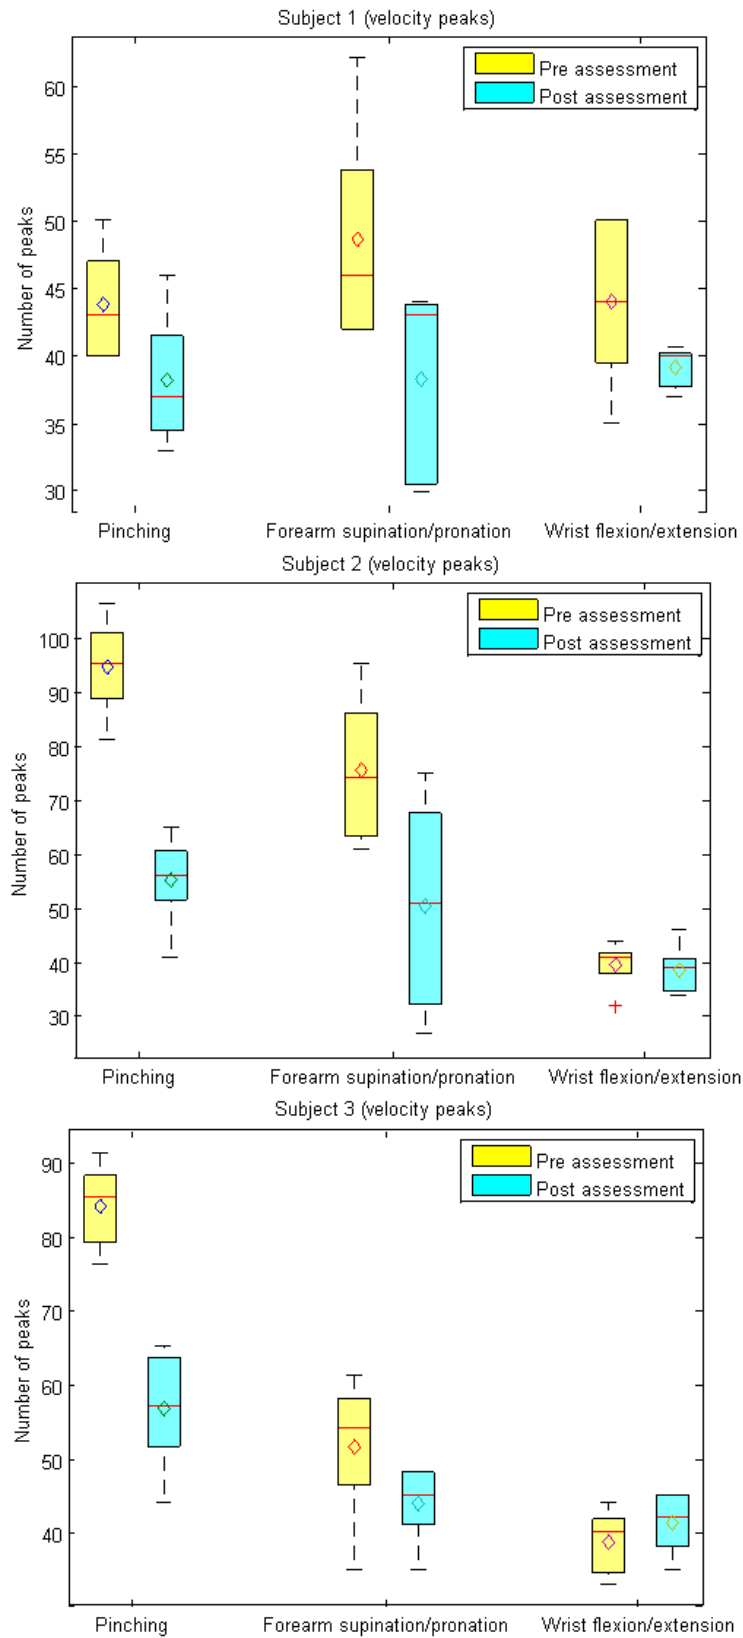 Subject 1 (velocity peaks)
Pre assessment
Post assessment
Number of peaks
60
55
50
45
40
35
30
Pinching
Forearm supination/pronation
Wrist flexion/extension
Subject 2 (velocity peaks)
Pre assessment
Post assessment
Number of peaks
100
90
80
70
60
50
40
30
Pinching
Forearm supination/pronation
Wrist flexion/extension
Subject 3 (velocity peaks)
Pre assessment
Post assessment
Number of peaks
90
80
70
60
50
40
Pinching
Forearm supination/pronation
Wrist flexion/extension